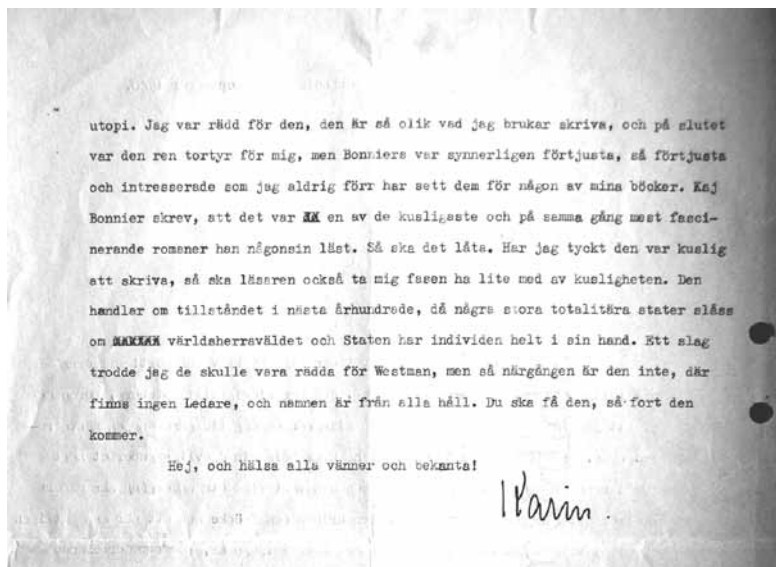 utopi. Jag var rädd för den, den är så olik vad jag brukar skriva, och på slutet
var den ren tortyr för mig, men Bonniers var synnerligen förtjusta, så förtjusta
och intresserade som jag aldrig förr har sett dem för någon av mina böcker. Kaj
Bonnier skrev, att det var en av de kusligaste och på samma gång mest fasci-
nerande romaner han någonsin läst. Så ska det låta. Har jag tyckt den var kuslig
att skriva, så ska läsaren också ta mig fasen ha lite med av kusligheten. Den
handlar om tillståndet i nästa århundrade, då några stora totalitära stater slåss
om världsherraväldet och Staten har individen helt i sin hand. Ett slag
trodde jag de skulle vara rädda för Westman, men så närgången är den inte, där
finns ingen Ledare, och namnen är från alla håll. Du ska få den, så fort den
kommer.
Hej, och hälsa alla vänner och bekanta!
Karin.